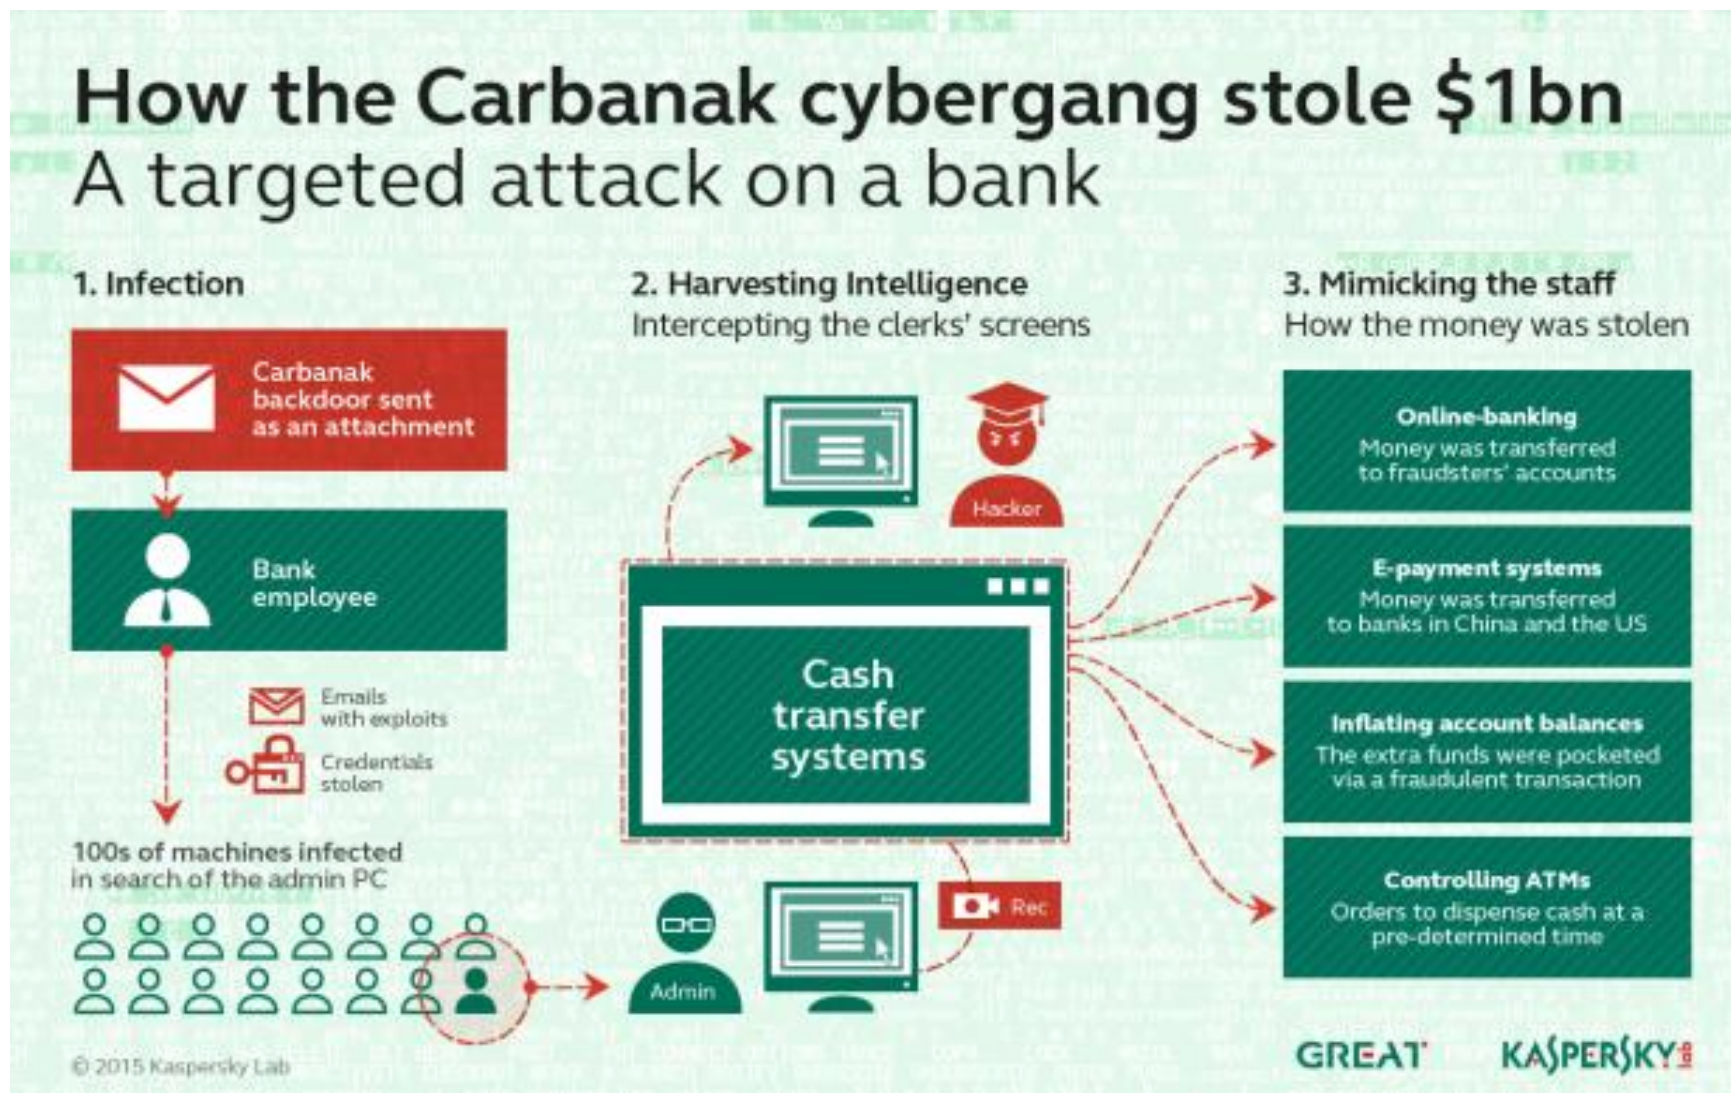 How the Carbanak cybergang stole $1bn
A targeted attack on a bank
1. Infection
Carbanak
backdoor sent
as an attachment
Bank
employee
Emails
with exploits
Credentials
stolen
100s of machines infected
in search of the admin PC
2. Harvesting Intelligence
Intercepting the clerks' screens
Hacker
Cash
transfer
systems
Rec
Admin
3. Mimicking the staff
How the money was stolen
Online-banking
Money was transferred
to fraudsters' accounts
E-payment systems
Money was transferred
to banks in China and the US
Inflating account balances
The extra funds were pocketed
via a fraudulent transaction
Controlling ATMs
Orders to dispense cash at a
pre-determined time
© 2015 Kaspersky Lab
GREAT
KASPERSKY lab